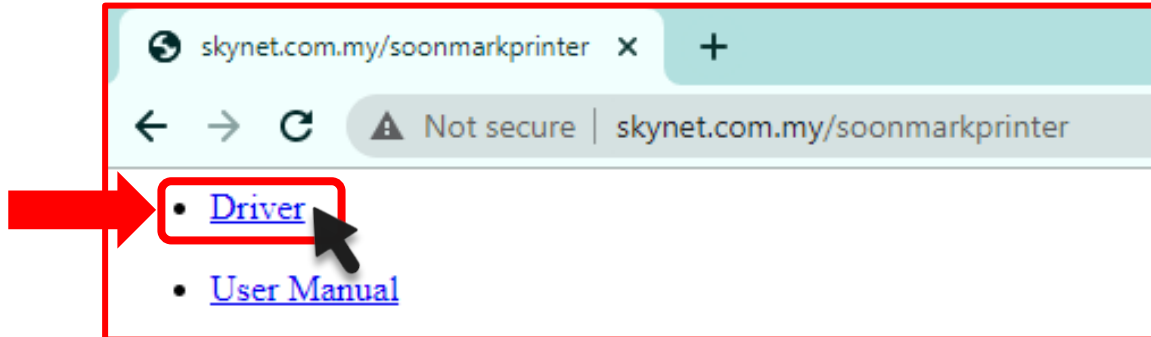 skynet.com.my/soonmarkprinter
Not secure | skynet.com.my/soonmarkprinter
• Driver
• User Manual